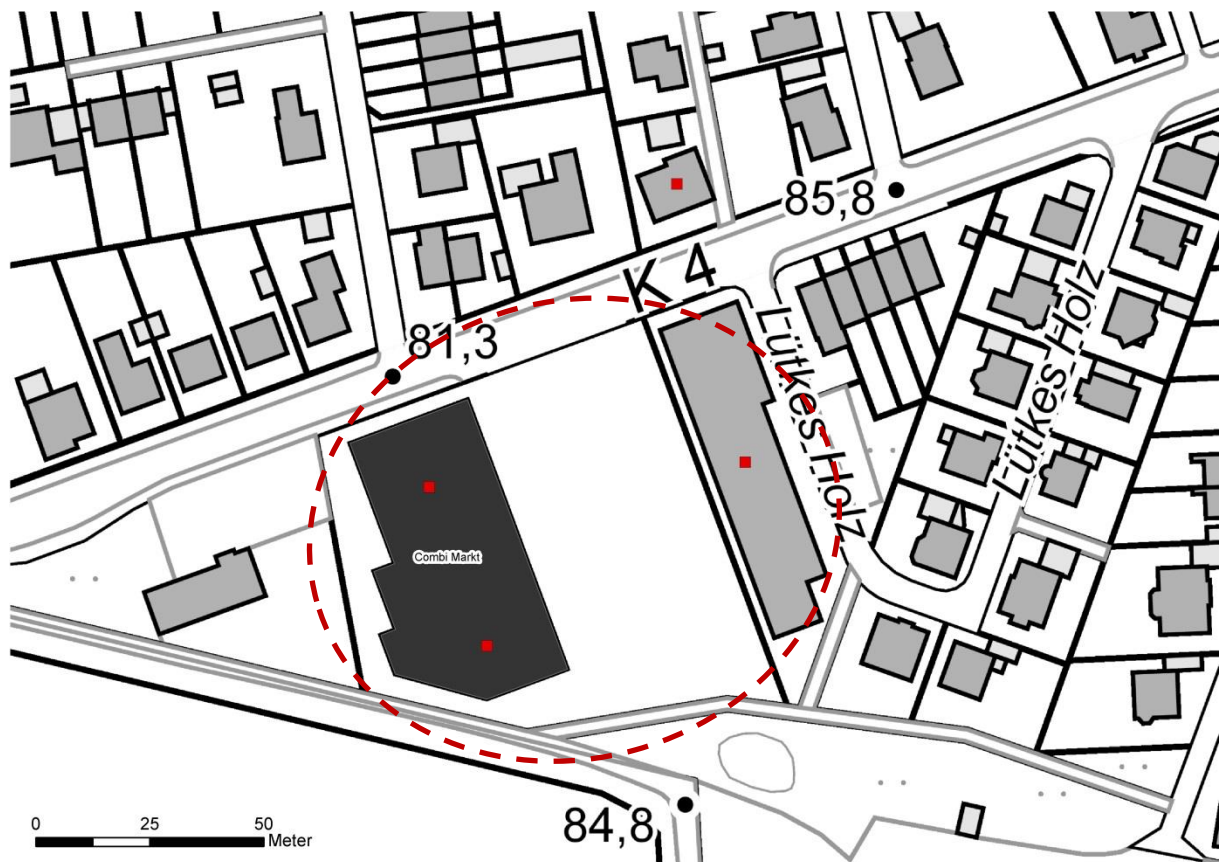 85,8
K 4
81,3
Lütkes Holz
Lütkes Holz
Combi Markt
84,8
0 25 50
Meter